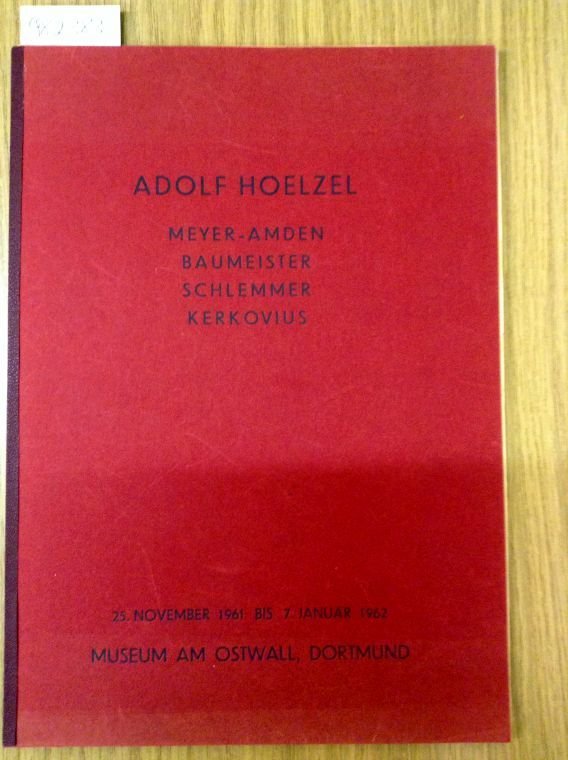 ADOLF HOELZEL
MEYER-AMDEN
BAUMEISTER
SCHLEMMER
KERKOVIUS
25. NOVEMBER 1961 BIS 7. JANUAR 1962
MUSEUM AM OSTWALL, DORTMUND